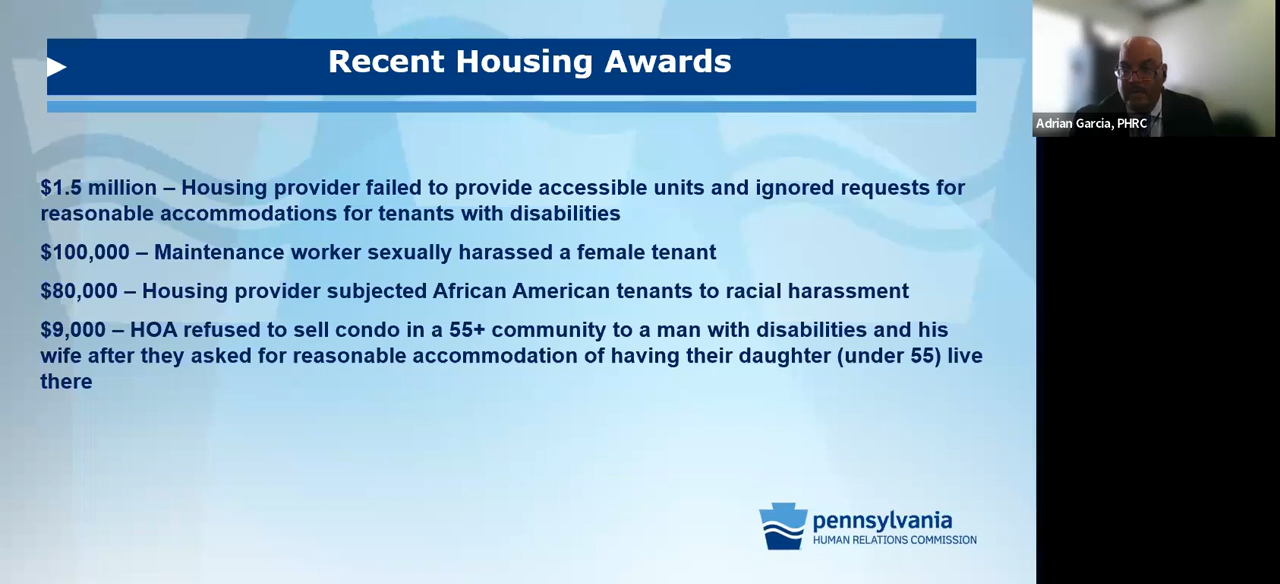 Recent Housing Awards
$1.5 million – Housing provider failed to provide accessible units and ignored requests for
reasonable accommodations for tenants with disabilities
$100,000 – Maintenance worker sexually harassed a female tenant
$80,000 – Housing provider subjected African American tenants to racial harassment
$9,000 – HOA refused to sell condo in a 55+ community to a man with disabilities and his
wife after they asked for reasonable accommodation of having their daughter (under 55) live
there
pennsylvania
HUMAN RELATIONS COMMISSION
Adrian Garcia, PHRC